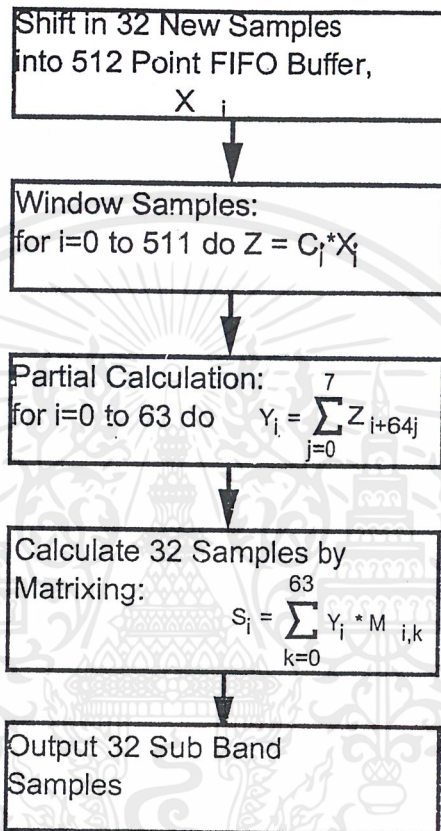 Shift in 32 New Samples
into 512 Point FIFO Buffer,
X i
Window Samples:
for i=0 to 511 do Z = Ci*Xi
Partial Calculation:
for i=0 to 63 do Yi = ∑ j=0 7 Z i+64j
Calculate 32 Samples by
Matrixing:
Si = ∑ k=0 63 Yi * M i,k
Output 32 Sub Band
Samples